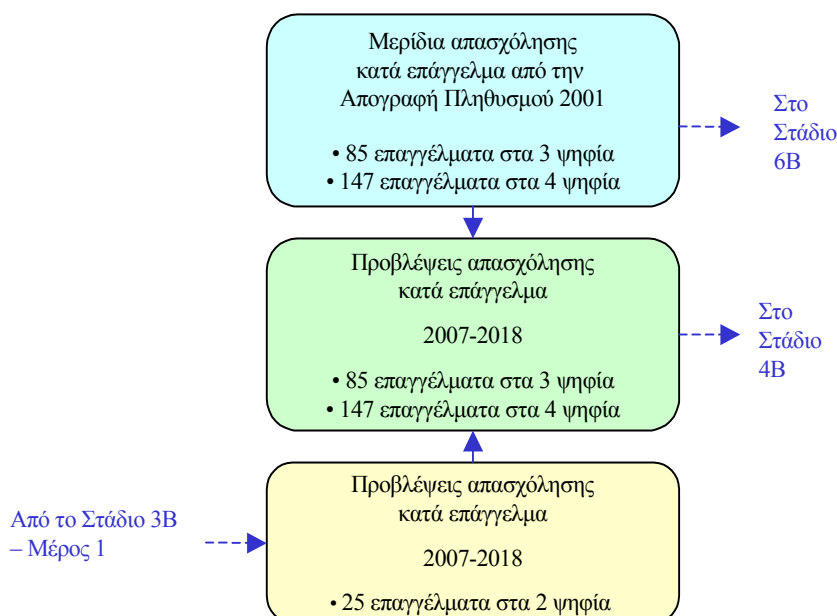 Μερίδια απασχόλησης
κατά επάγγελμα από την
Απογραφή Πληθυσμού 2001
• 85 επαγγέλματα στα 3 ψηφία
• 147 επαγγέλματα στα 4 ψηφία
Στο
Στάδιο
6Β
Προβλέψεις απασχόλησης
κατά επάγγελμα
2007-2018
• 85 επαγγέλματα στα 3 ψηφία
• 147 επαγγέλματα στα 4 ψηφία
Στο
Στάδιο
4Β
Από το Στάδιο 3Β
– Μέρος 1
Προβλέψεις απασχόλησης
κατά επάγγελμα
2007-2018
• 25 επαγγέλματα στα 2 ψηφία